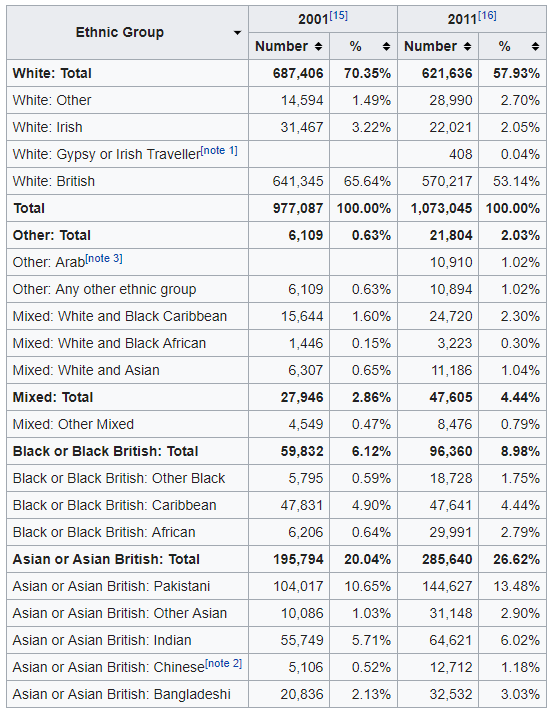 Ethnic Group 2001[15] 2011[16]
Number % Number %
White: Total 687,406 70.35% 621,636 57.93%
White: Other 14,594 1.49% 28,990 2.70%
White: Irish 31,467 3.22% 22,021 2.05%
White: Gypsy or Irish Traveller[note 1] 408 0.04%
White: British 641,345 65.64% 570,217 53.14%
Total 977,087 100.00% 1,073,045 100.00%
Other: Total 6,109 0.63% 21,804 2.03%
Other: Arab[note 3] 10,910 1.02%
Other: Any other ethnic group 6,109 0.63% 10,894 1.02%
Mixed: White and Black Caribbean 15,644 1.60% 24,720 2.30%
Mixed: White and Black African 1,446 0.15% 3,223 0.30%
Mixed: White and Asian 6,307 0.65% 11,186 1.04%
Mixed: Total 27,946 2.86% 47,605 4.44%
Mixed: Other Mixed 4,549 0.47% 8,476 0.79%
Black or Black British: Total 59,832 6.12% 96,360 8.98%
Black or Black British: Other Black 5,795 0.59% 18,728 1.75%
Black or Black British: Caribbean 47,831 4.90% 47,641 4.44%
Black or Black British: African 6,206 0.64% 29,991 2.79%
Asian or Asian British: Total 195,794 20.04% 285,640 26.62%
Asian or Asian British: Pakistani 104,017 10.65% 144,627 13.48%
Asian or Asian British: Other Asian 10,086 1.03% 31,148 2.90%
Asian or Asian British: Indian 55,749 5.71% 64,621 6.02%
Asian or Asian British: Chinese[note 2] 5,106 0.52% 12,712 1.18%
Asian or Asian British: Bangladeshi 20,836 2.13% 32,532 3.03%